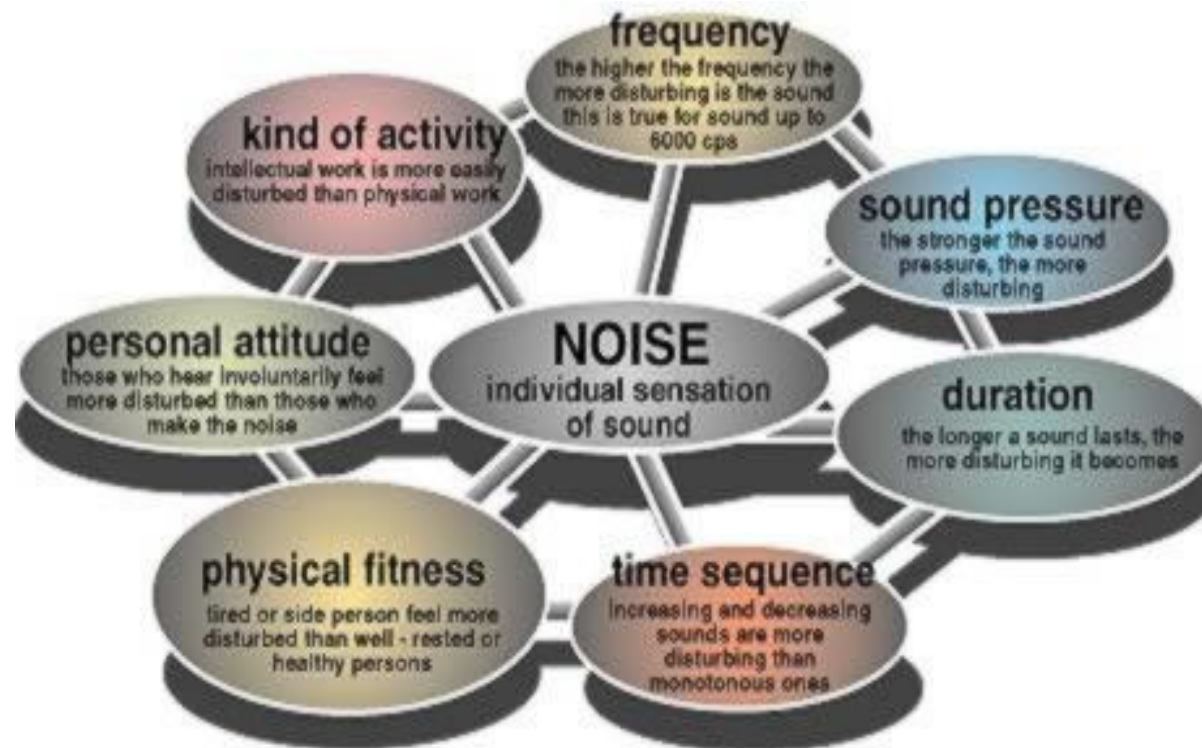 frequency
the higher the frequency the
more disturbing is the sound
this is true for sound up to
6000 cps
kind of activity
intellectual work is more easily
disturbed than physical work
sound pressure
the stronger the sound
pressure, the more
disturbing
personal attitude
those who hear involuntarily feel
more disturbed than those who
make the noise
NOISE
individual sensation
of sound
duration
the longer a sound lasts, the
more disturbing it becomes
physical fitness
tired or side person feel more
disturbed than well - rested or
healthy persons
time sequence
increasing and decreasing
sounds are more
disturbing than
monotonous ones